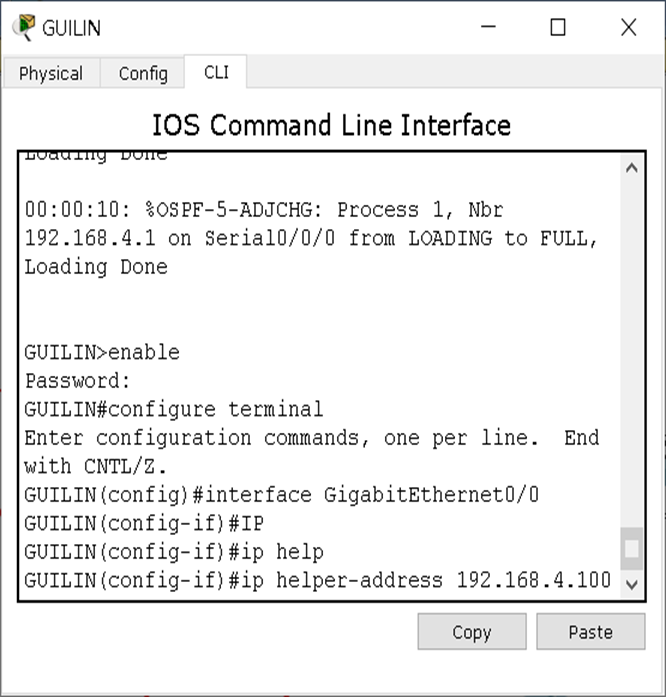 GUILIN
Physical Config CLI
IOS Command Line Interface
Loading Done
00:00:10: %OSPF-5-ADJCHG: Process 1, Nbr
192.168.4.1 on Serial0/0/0 from LOADING to FULL,
Loading Done
GUILIN>enable
Password:
GUILIN#configure terminal
Enter configuration commands, one per line.  End
with CNTL/Z.
GUILIN(config)#interface GigabitEthernet0/0
GUILIN(config-if)#IP
GUILIN(config-if)#ip help
GUILIN(config-if)#ip helper-address 192.168.4.100
Copy Paste